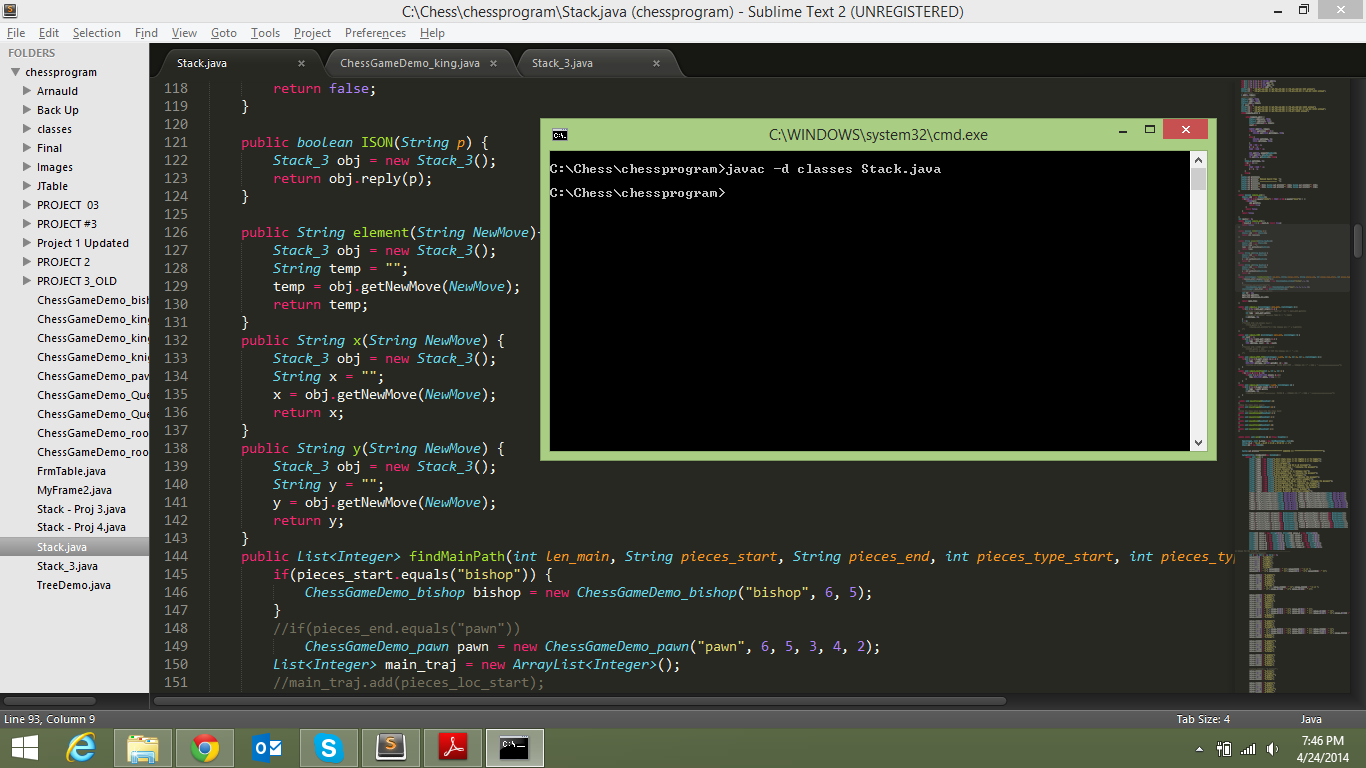 C:\Chess\chessprogram\Stack.java (chessprogram) - Sublime Text 2 (UNREGISTERED)
File Edit Selection Find View Goto Tools Project Preferences Help
FOLDERS
chessprogram
Arnauld
Back Up
classes
Final
Images
JTable
PROJECT 03
PROJECT #3
Project 1 Updated
PROJECT 2
PROJECT 3_OLD
ChessGameDemo_bish
ChessGameDemo_king
ChessGameDemo_king
ChessGameDemo_knig
ChessGameDemo_paw
ChessGameDemo_Que
ChessGameDemo_Que
ChessGameDemo_roo
ChessGameDemo_roo
FrmTable.java
MyFrame2.java
Stack - Proj 3.java
Stack - Proj 4.java
Stack.java
Stack_3.java
TreeDemo.java
Stack.java × ChessGameDemo_king.java × Stack_3.java ×
118 return false;
119 }
120
121 public boolean ISON(String p) {
122 Stack_3 obj = new Stack_3();
123 return obj.reply(p);
124 }
125
126 public String element(String NewMove)
127 Stack_3 obj = new Stack_3();
128 String temp = "";
129 temp = obj.getNewMove(NewMove);
130 return temp;
131 }
132 public String x(String NewMove) {
133 Stack_3 obj = new Stack_3();
134 String x = "";
135 x = obj.getNewMove(NewMove);
136 return x;
137 }
138 public String y(String NewMove) {
139 Stack_3 obj = new Stack_3();
140 String y = "";
141 y = obj.getNewMove(NewMove);
142 return y;
143 }
144 public List<Integer> findMainPath(int len_main, String pieces_start, String pieces_end, int pieces_type_start, int pieces_ty
145 if(pieces_start.equals("bishop")) {
146 ChessGameDemo_bishop bishop = new ChessGameDemo_bishop("bishop", 6, 5);
147 }
148 //if(pieces_end.equals("pawn"))
149 ChessGameDemo_pawn pawn = new ChessGameDemo_pawn("pawn", 6, 5, 3, 4, 2);
150 List<Integer> main_traj = new ArrayList<Integer>();
151 //main_traj.add(pieces_loc_start);
C:\WINDOWS\system32\cmd.exe
C:\Chess\chessprogram>javac -d classes Stack.java
C:\Chess\chessprogram>
Line 93, Column 9
Tab Size: 4
Java
7:46 PM
4/24/2014